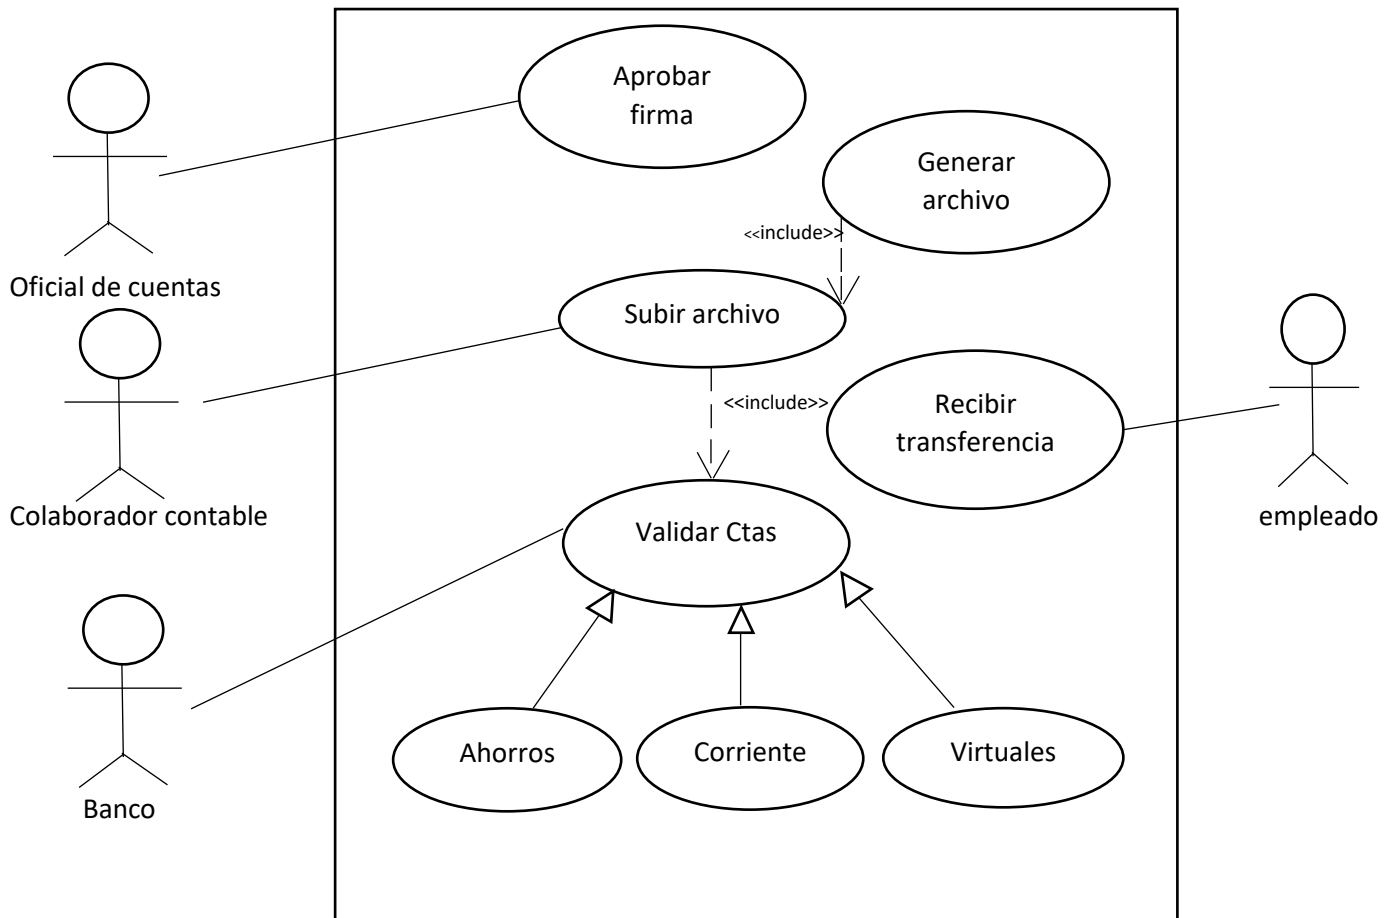 Aprobar
firma
Generar
archivo
<<include>>
Oficial de cuentas
Subir archivo
<<include>>
Recibir
transferencia
Colaborador contable
empleado
Validar Ctas
Ahorros
Corriente
Virtuales
Banco